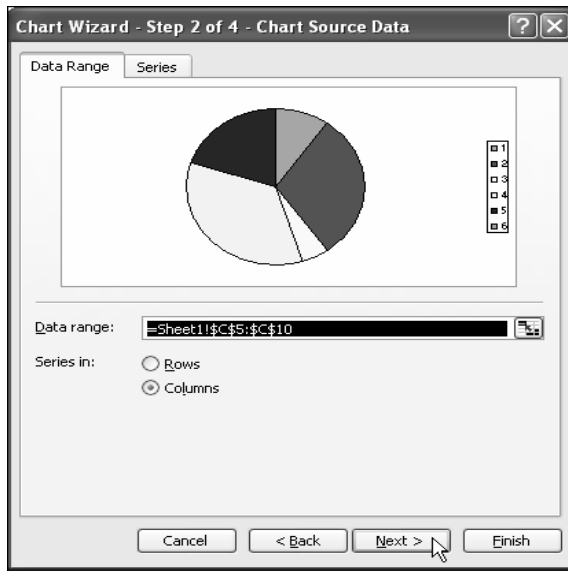 Chart Wizard - Step 2 of 4 - Chart Source Data
Data Range
Series
1
2
3
4
5
6
Data range:
=Sheet1!$C$5:$C$10
Series in:
Rows
Columns
Cancel
< Back
Next >
Finish